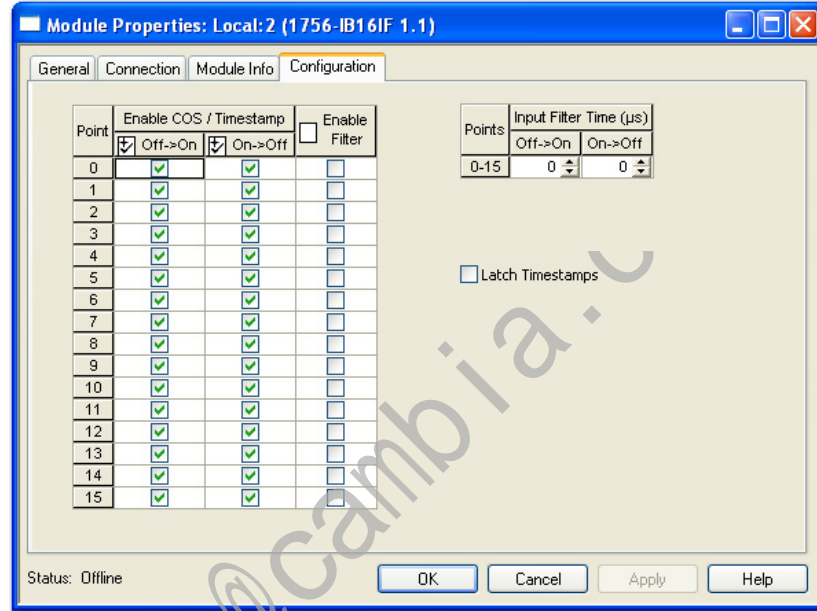 Module Properties: Local:2 (1756-IB16IF 1.1)
General Connection Module Info Configuration
Point Enable COS / Timestamp Enable Filter
Off->On On->Off
0
1
2
3
4
5
6
7
8
9
10
11
12
13
14
15
Points Input Filter Time (µs)
Off->On On->Off
0-15 0 0
Latch Timestamps
Status: Offline
OK Cancel Apply Help
@cambia.c